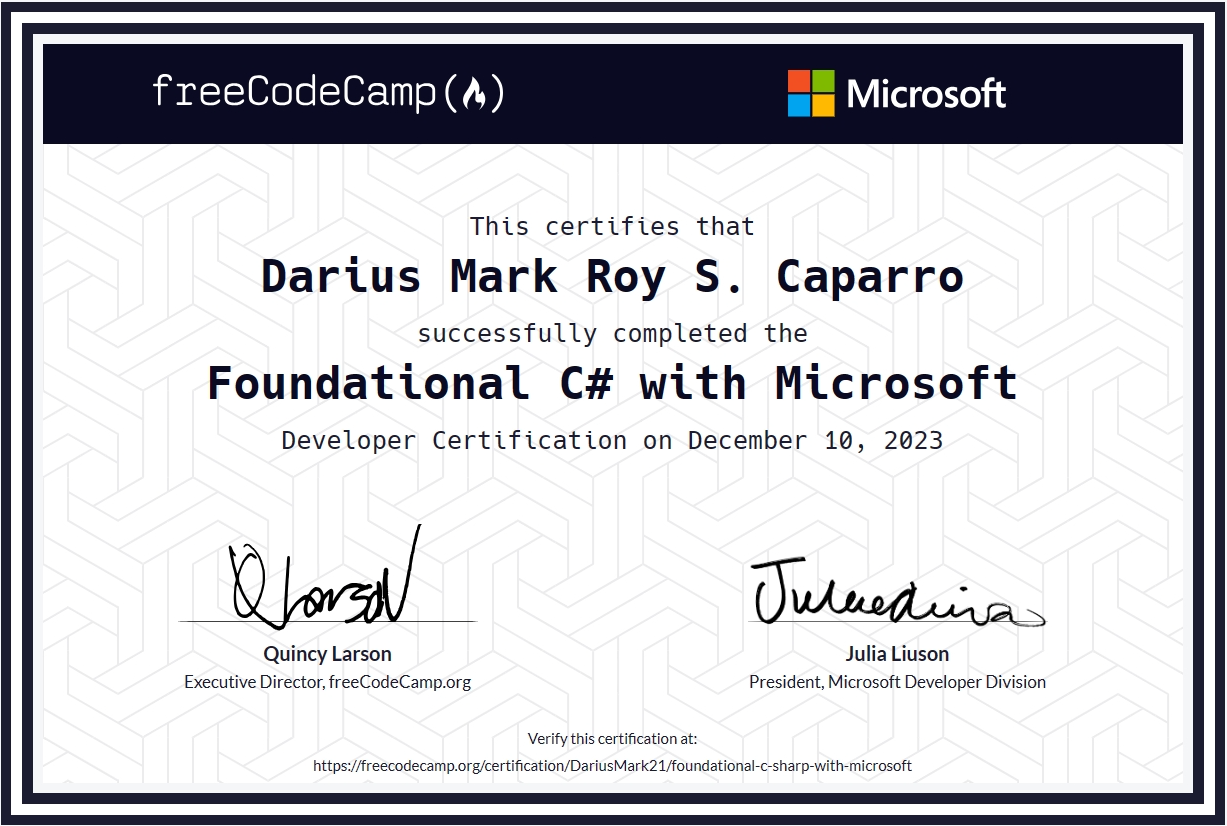 freeCodeCamp(🔥) Microsoft
This certifies that
Darius Mark Roy S. Caparro
successfully completed the
Foundational C# with Microsoft
Developer Certification on December 10, 2023
Quincy Larson
Executive Director, freeCodeCamp.org
Julia Liuson
President, Microsoft Developer Division
Verify this certification at:
https://freecodecamp.org/certification/DariusMark21/foundational-c-sharp-with-microsoft